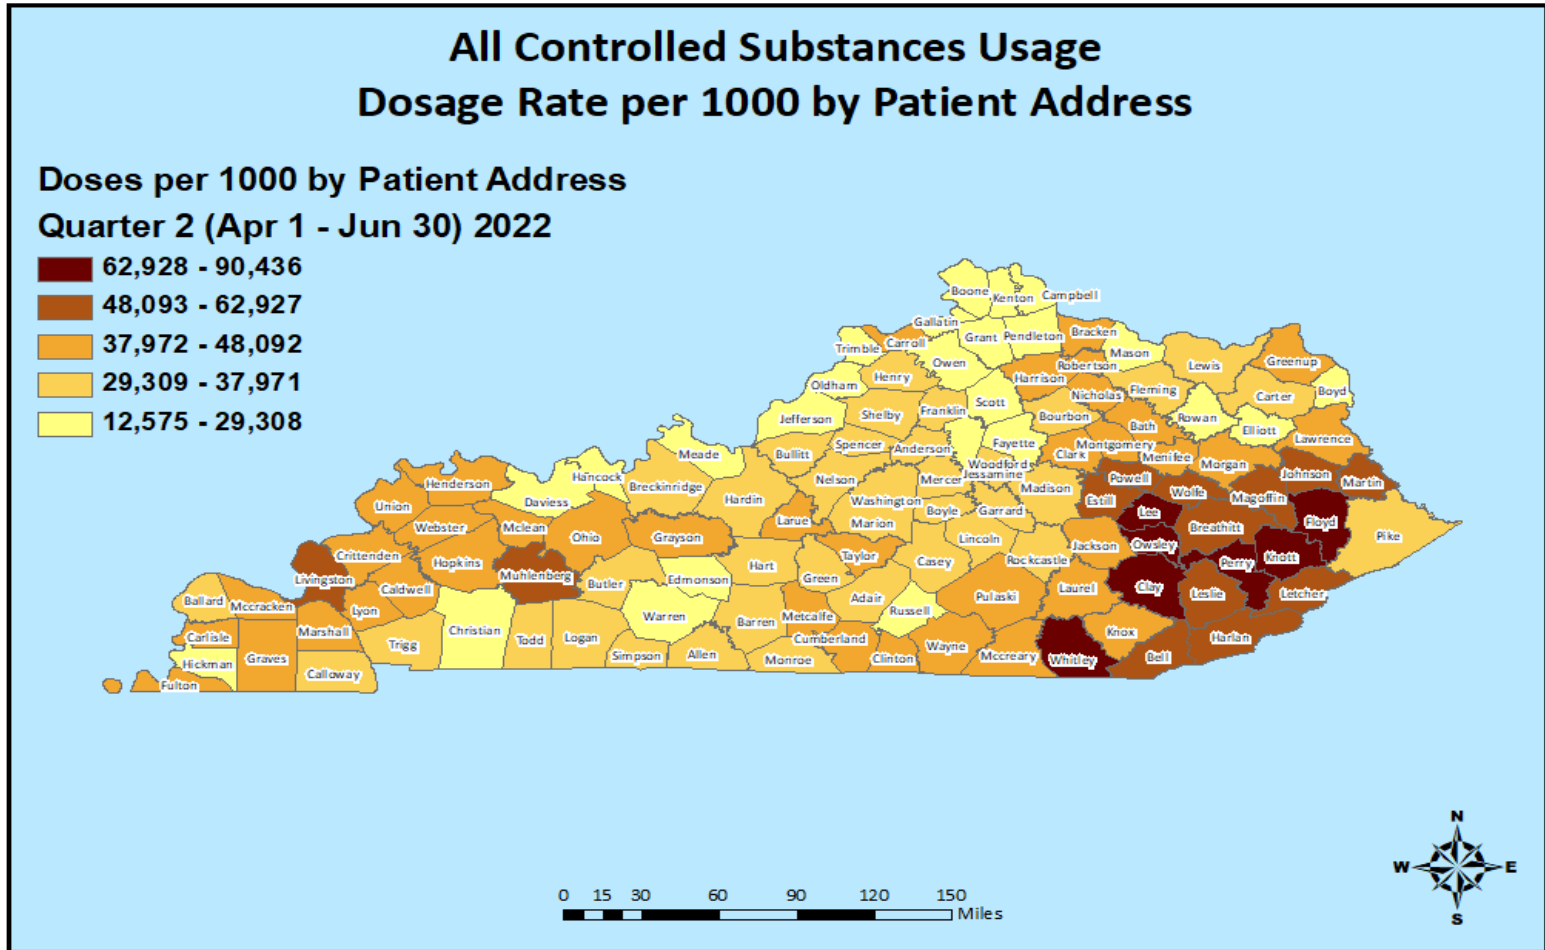 All Controlled Substances Usage
Dosage Rate per 1000 by Patient Address
Doses per 1000 by Patient Address
Quarter 2 (Apr 1 - Jun 30) 2022
62,928 - 90,436
48,093 - 62,927
37,972 - 48,092
29,309 - 37,971
12,575 - 29,308
Boone
Kenton
Campbell
Gallatin
Grant
Pendleton
Bracken
Trimble
Carroll
Owen
Mason
Robertson
Lewis
Greenup
Oldham
Henry
Harrison
Nicholas
Fleming
Carter
Boyd
Jefferson
Shelby
Franklin
Scott
Bourbon
Bath
Rowan
Elliott
Lawrence
Meade
Bullitt
Spencer
Anderson
Woodford
Fayette
Clark
Montgomery
Menifee
Morgan
Johnson
Martin
Hancock
Breckinridge
Nelson
Mercer
Jessamine
Madison
Powell
Wolfe
Magoffin
Henderson
Daviess
Hardin
Washington
Estill
Lee
Union
Webster
Mclean
Ohio
Grayson
Larue
Marion
Boyle
Garrard
Breathitt
Floyd
Pike
Crittenden
Hopkins
Muhlenberg
Butler
Edmonson
Hart
Green
Taylor
Casey
Lincoln
Rockcastle
Jackson
Owsley
Perry
Knott
Livingston
Caldwell
Ballard
Mccracken
Lyon
Christian
Todd
Logan
Warren
Barren
Metcalfe
Adair
Russell
Pulaski
Laurel
Clay
Leslie
Letcher
Carlisle
Marshall
Trigg
Simpson
Allen
Monroe
Cumberland
Clinton
Wayne
Mccreary
Whitley
Knox
Bell
Harlan
Hickman
Graves
Calloway
Fulton
N
W
E
S
0 15 30 60 90 120 150
Miles